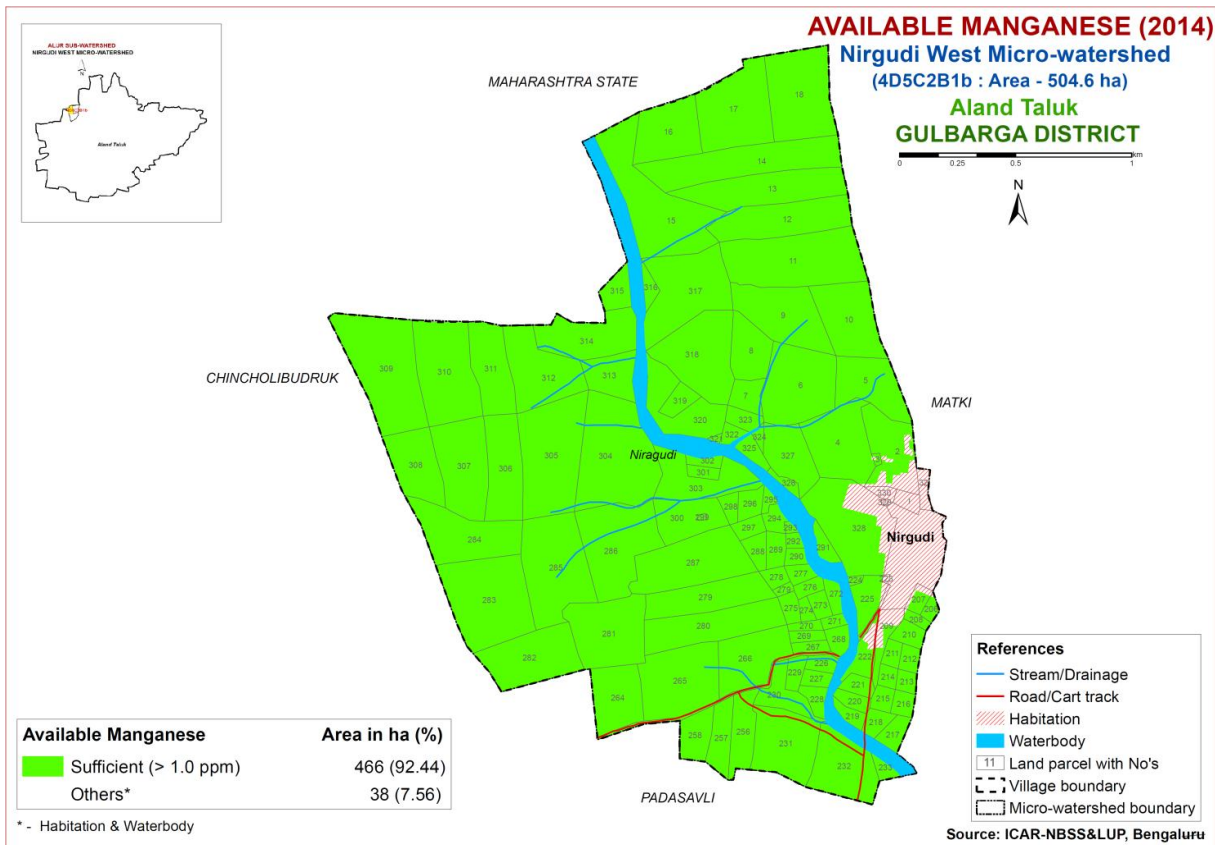 AVAILABLE MANGANESE (2014)
Nirgudi West Micro-watershed
(4D5C2B1b : Area - 504.6 ha)
Aland Taluk
GULBARGA DISTRICT
0 0.25 0.5 1 km
N
ALUR SUB-WATERSHED
NIRGUDI WEST MICRO-WATERSHED
N
Aland Taluk
MAHARASHTRA STATE
18
17
16
14
13
15
12
11
315 316 317
9 10
314
318 8
309 310 311 312 313
6 5
319 7
320 323
322 324
321 325 4
2
308 307 306 305 304 302 327
301
303 326
330
1
300 298 296 295
294
297 293 328
284 286 292
291
288 289 290
285 287
278 277
224
276 272 225
283 279
275 274 273
207
206
280 270 271
208
281 269 268
210
267
282 266 222 211 212
229
227 214 213
265 221
264 230 228 220 215 216
219 218
258 257 256 217
231
232 233
CHINCHOLIBUDRUK
MATKI
Niragudi
Nirgudi
PADASAVLI
Available Manganese Area in ha (%)
Sufficient (> 1.0 ppm) 466 (92.44)
Others* 38 (7.56)
* - Habitation & Waterbody
References
Stream/Drainage
Road/Cart track
Habitation
Waterbody
11 Land parcel with No's
Village boundary
Micro-watershed boundary
Source: ICAR-NBSS&LUP, Bengaluru